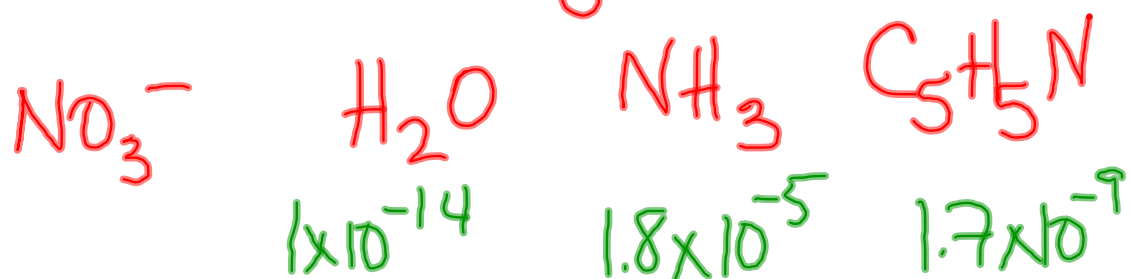 NO₃⁻ H₂O NH₃ C₅H₅N
1x10⁻¹⁴ 1.8x10⁻⁵ 1.7x10⁻⁹